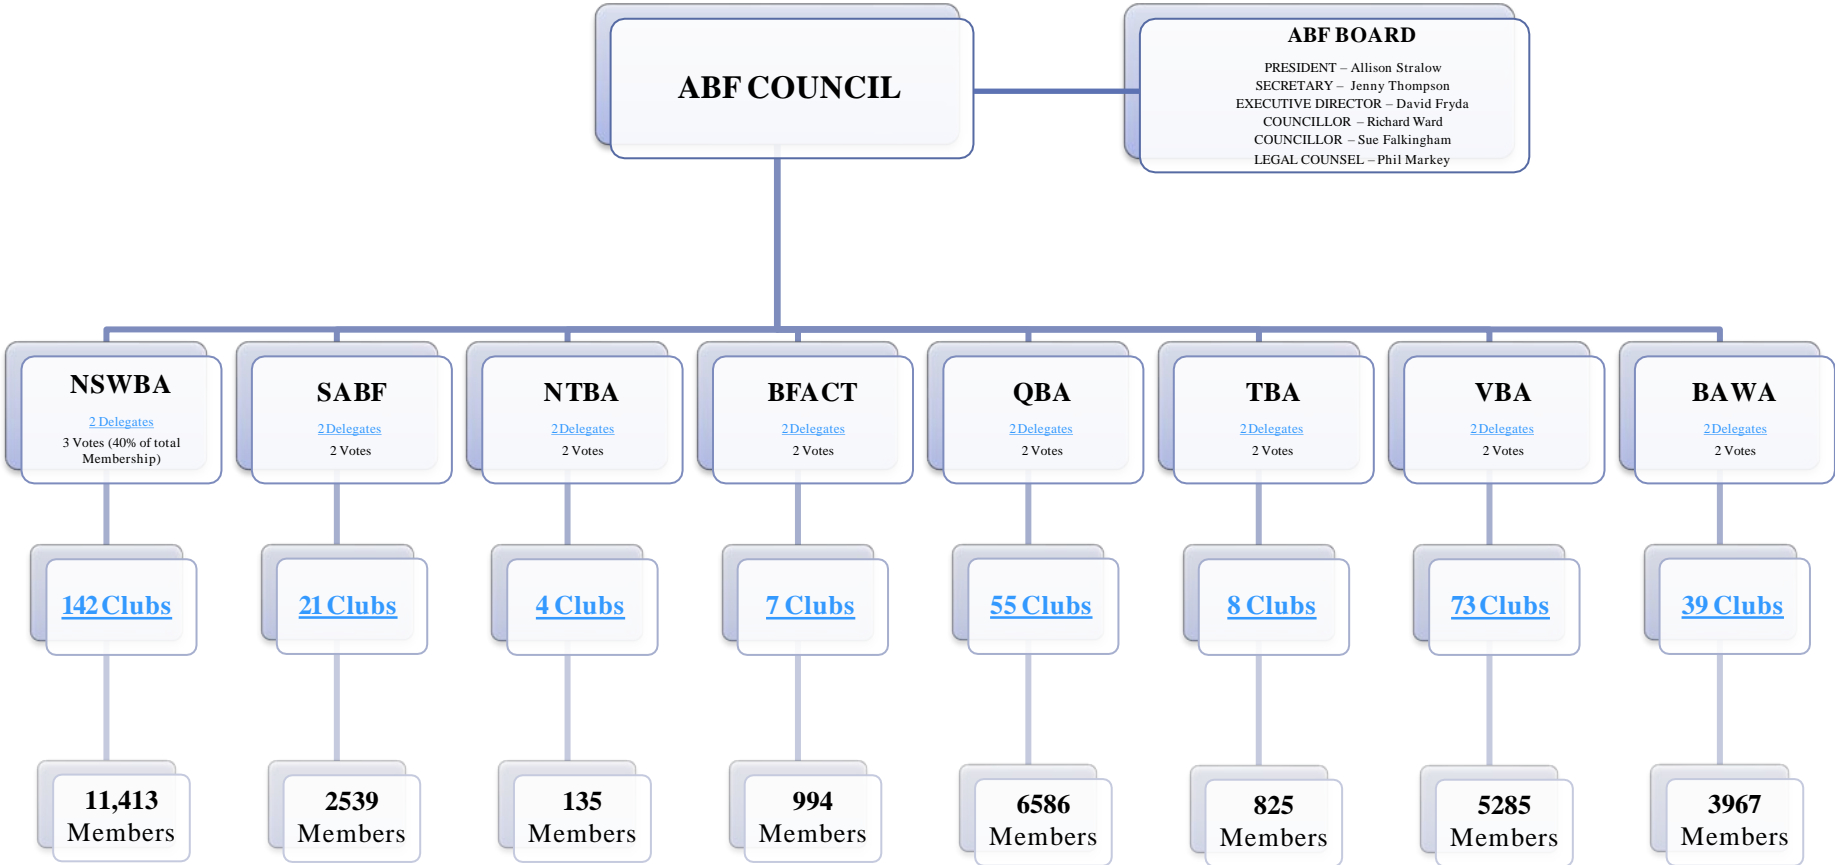 ABF COUNCIL
ABF BOARD
PRESIDENT – Allison Stralow
SECRETARY – Jenny Thompson
EXECUTIVE DIRECTOR – David Fryda
COUNCILLOR – Richard Ward
COUNCILLOR – Sue Falkingham
LEGAL COUNSEL – Phil Markey
NSWBA
2 Delegates
3 Votes (40% of total
Membership)
SABF
2 Delegates
2 Votes
NTBA
2 Delegates
2 Votes
BFACT
2 Delegates
2 Votes
QBA
2 Delegates
2 Votes
TBA
2 Delegates
2 Votes
VBA
2 Delegates
2 Votes
BAWA
2 Delegates
2 Votes
142 Clubs
21 Clubs
4 Clubs
7 Clubs
55 Clubs
8 Clubs
73 Clubs
39 Clubs
11,413
Members
2539
Members
135
Members
994
Members
6586
Members
825
Members
5285
Members
3967
Members